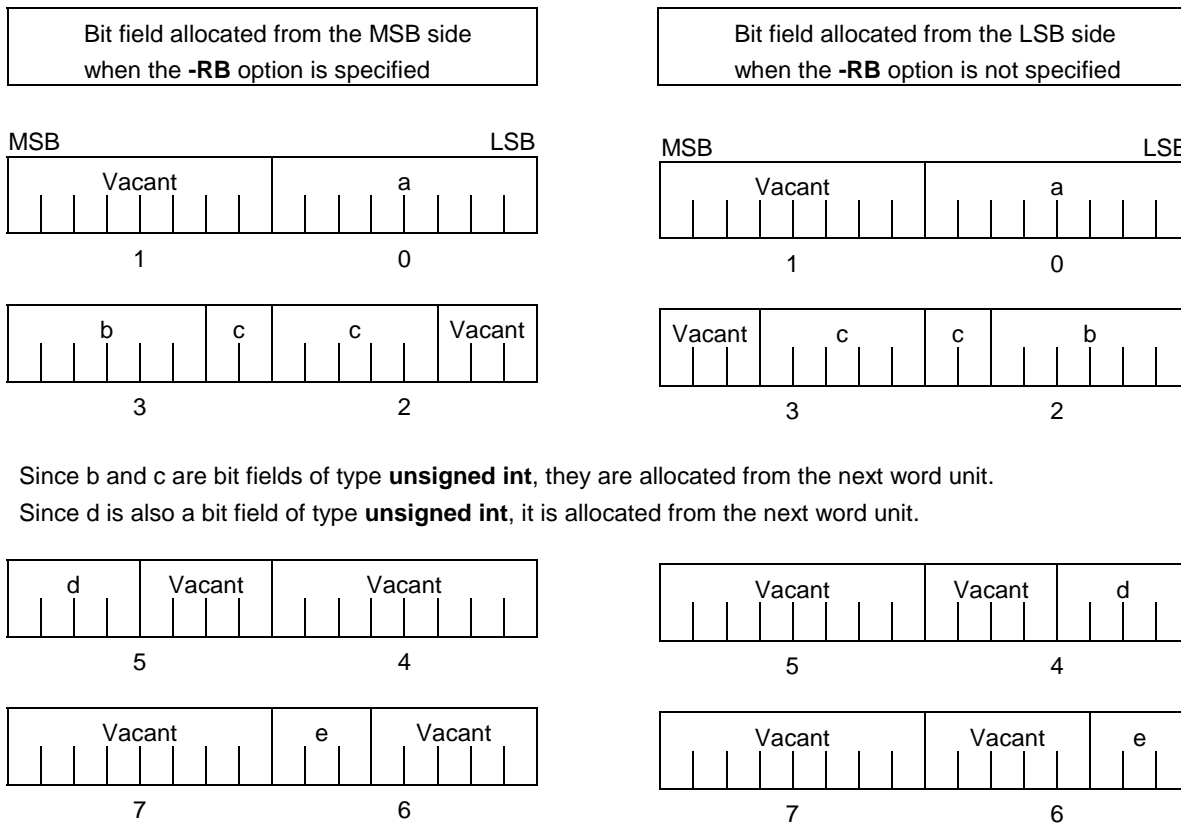 Bit field allocated from the MSB side
when the -RB option is specified
Bit field allocated from the LSB side
when the -RB option is not specified
MSB LSB
Vacant a
1 0
MSB LSB
Vacant a
1 0
b c c Vacant
3 2
Vacant c c b
3 2
Since b and c are bit fields of type unsigned int, they are allocated from the next word unit.
Since d is also a bit field of type unsigned int, it is allocated from the next word unit.
d Vacant Vacant
5 4
Vacant Vacant d
5 4
Vacant e Vacant
7 6
Vacant Vacant e
7 6